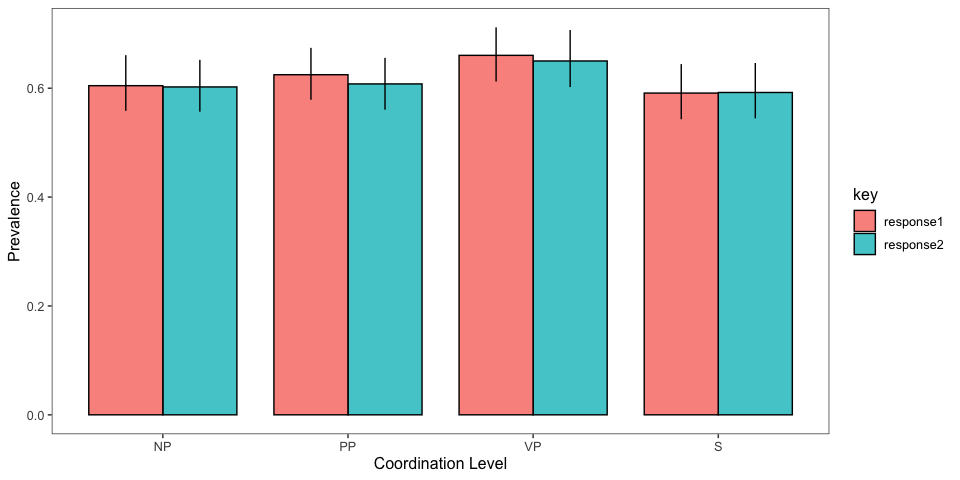 Prevalence
0.6
0.4
0.2
0.0
NP PP VP S
Coordination Level
key
response1
response2